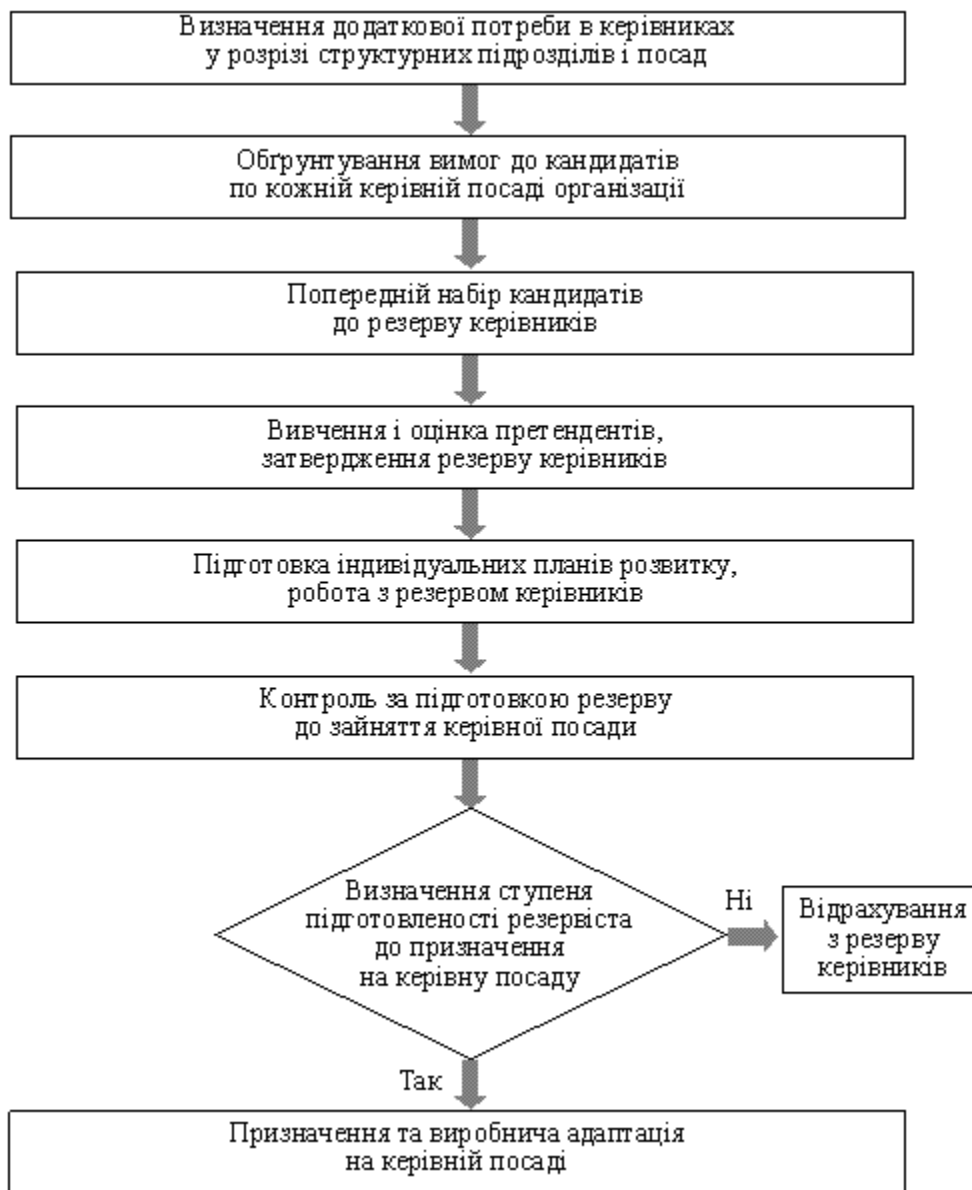 Визначення додаткової потреби в керівниках
у розрізі структурних підрозділів і посад
Обґрунтування вимог до кандидатів
по кожній керівній посаді організації
Попередній набір кандидатів
до резерву керівників
Вивчення і оцінка претендентів,
затвердження резерву керівників
Підготовка індивідуальних планів розвитку,
робота з резервом керівників
Контроль за підготовкою резерву
до зайняття керівної посади
Визначення ступеня
підготовленості резервіста
до призначення
на керівну посаду
Ні
Відрахування
з резерву
керівників
Так
Призначення та виробнича адаптація
на керівній посаді